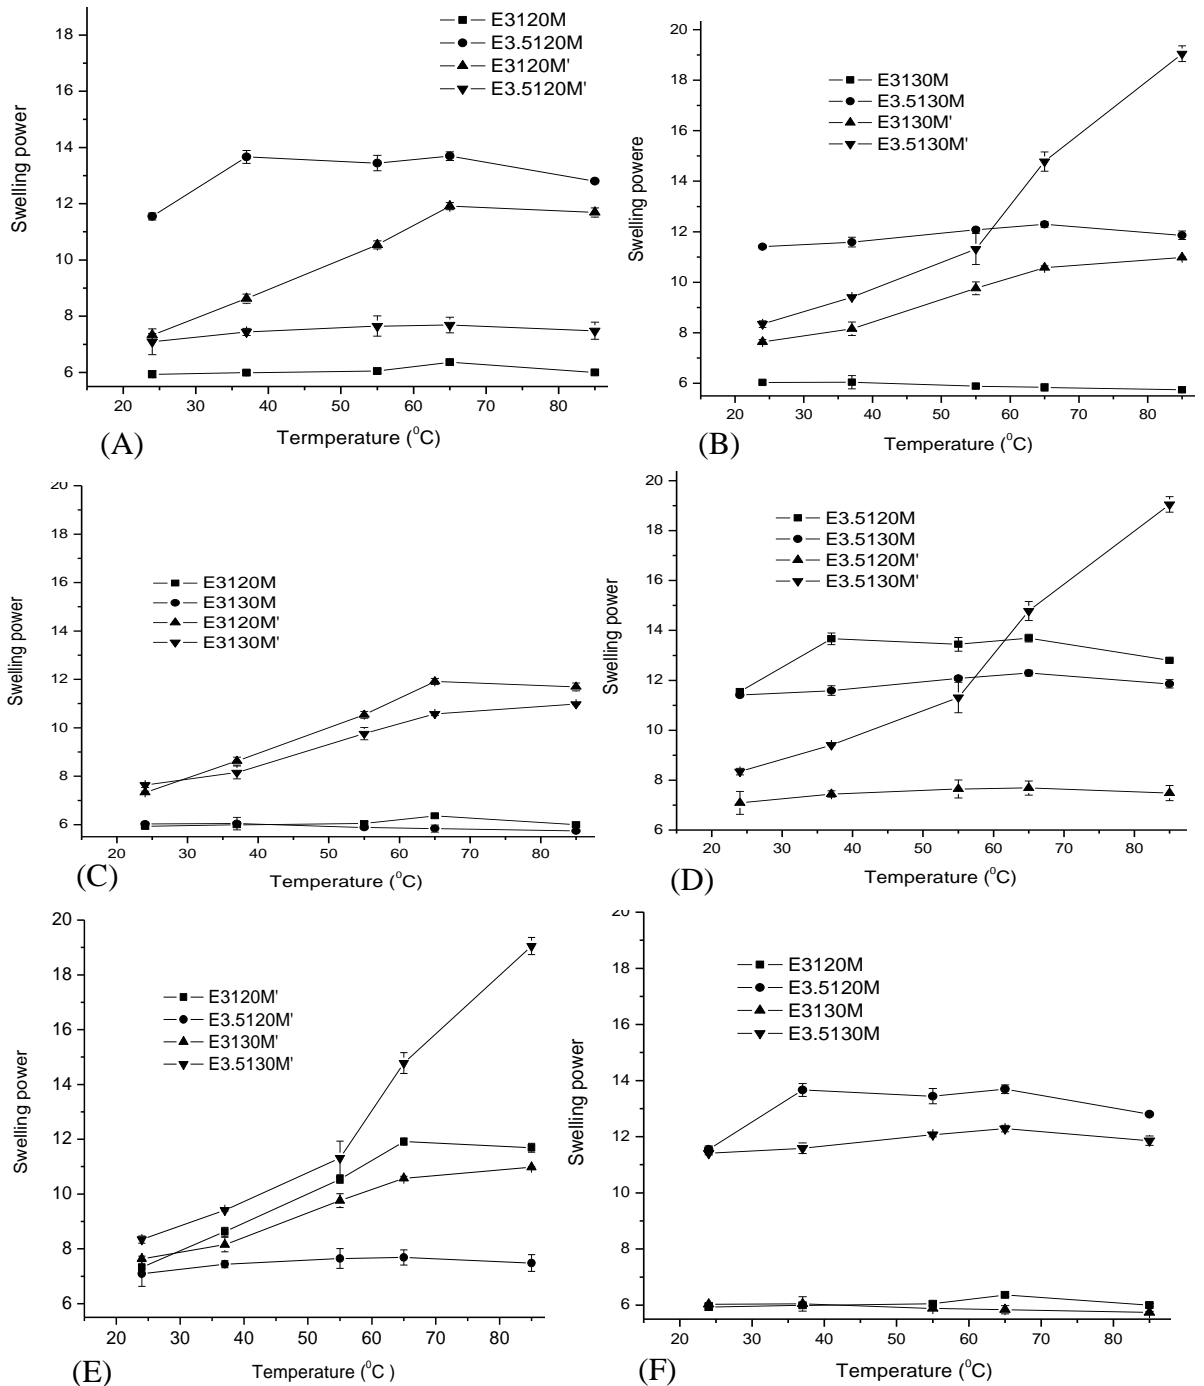 18
16
14
12
10
8
6
Swelling power
E3120M
E3.5120M
E3120M'
E3.5120M'
20 30 40 50 60 70 80
Termperature (⁰C)
(A)
20
18
16
14
12
10
8
6
Swelling powere
E3130M
E3.5130M
E3130M'
E3.5130M'
20 30 40 50 60 70 80
Temperature (⁰C)
(B)
20
18
16
14
12
10
8
6
Swelling power
E3120M
E3130M
E3120M'
E3130M'
20 30 40 50 60 70 80
Temperature (⁰C)
(C)
20
18
16
14
12
10
8
6
Swelling power
E3.5120M
E3.5130M
E3.5120M'
E3.5130M'
20 30 40 50 60 70 80
Temperature (⁰C)
(D)
20
18
16
14
12
10
8
6
Swelling power
E3120M'
E3.5120M'
E3130M'
E3.5130M'
20 30 40 50 60 70 80
Temperature (⁰C )
(E)
20
18
16
14
12
10
8
6
Swelling power
E3120M
E3.5120M
E3130M
E3.5130M
20 30 40 50 60 70 80
Temperature (⁰C)
(F)